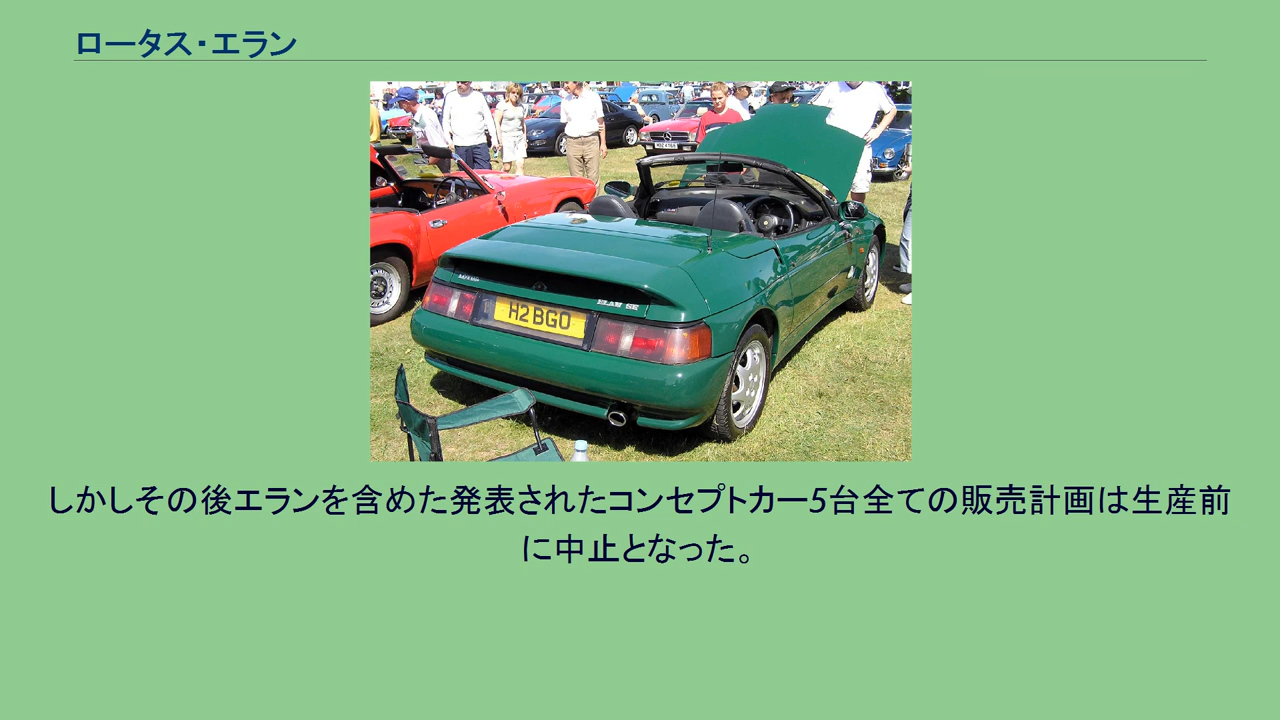 ロータス・エラン
ELAN SE
H2 BGO
しかしその後エランを含めた発表されたコンセプトカー5台全ての販売計画は生産前
に中止となった。